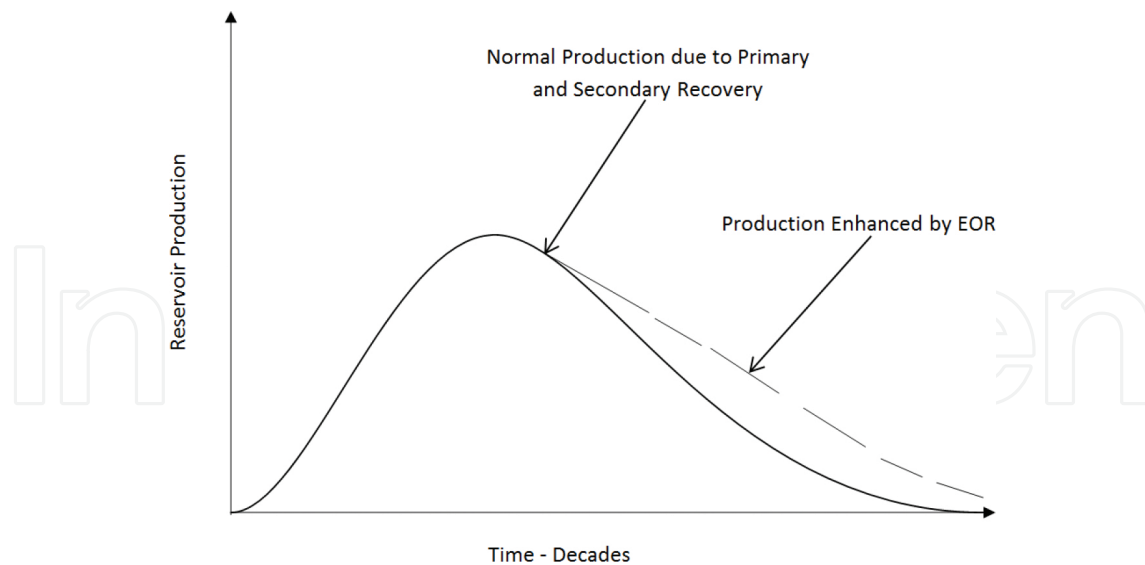 Normal Production due to Primary
and Secondary Recovery
Production Enhanced by EOR
Reservoir Production
Time - Decades